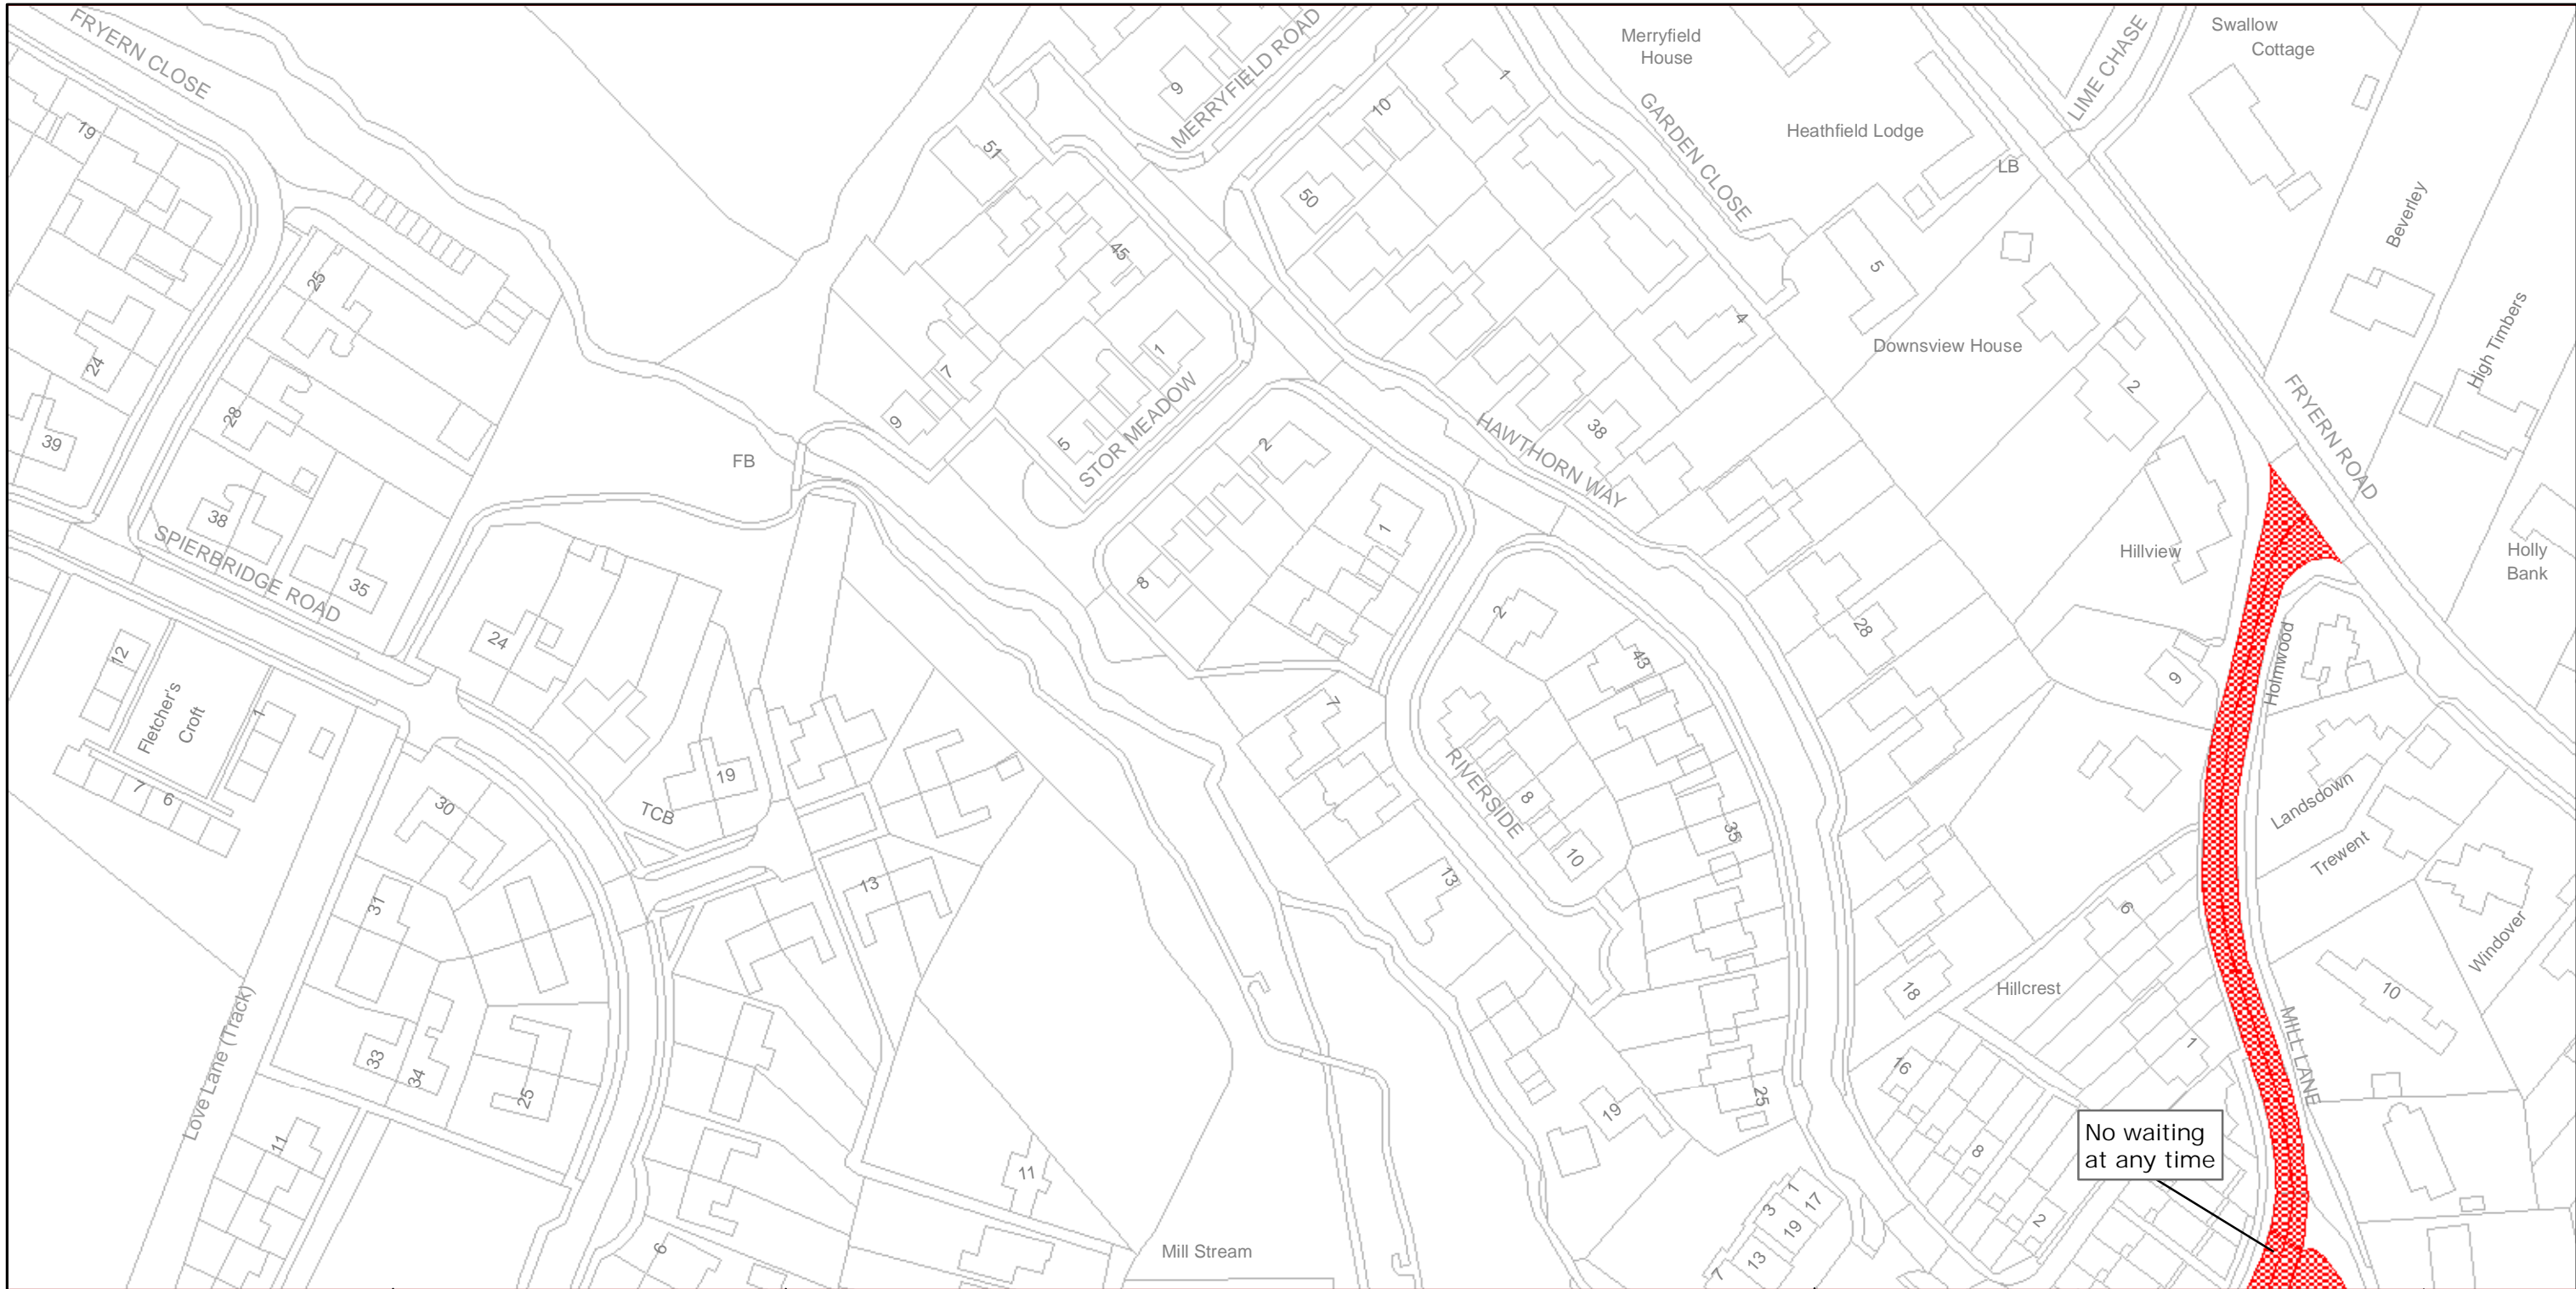 FRYERN CLOSE
MERRYFIELD ROAD
Merryfield
House
GARDEN CLOSE
Heathfield Lodge
LB
LIME CHASE
Swallow
Cottage
Beverley
High Timbers
FRYERN ROAD
Holly
Bank
Downsview House
Hillview
Holmwood
Landsdown
Trewent
Windover
MILL LANE
Hillcrest
HAWTHORN WAY
STOR MEADOW
RIVERSIDE
FB
SPIERBRIDGE ROAD
Fletcher's
Croft
TCB
Love Lane (Track)
Mill Stream
No waiting
at any time
19
24
39
25
28
38
35
24
12
1
7
6
30
31
33
34
25
11
19
13
6
11
51
45
9
7
5
1
9
10
50
1
5
4
2
38
2
8
1
2
43
7
8
10
35
13
28
18
19
25
16
8
2
6
1
9
10
1
3
17
19
13
7